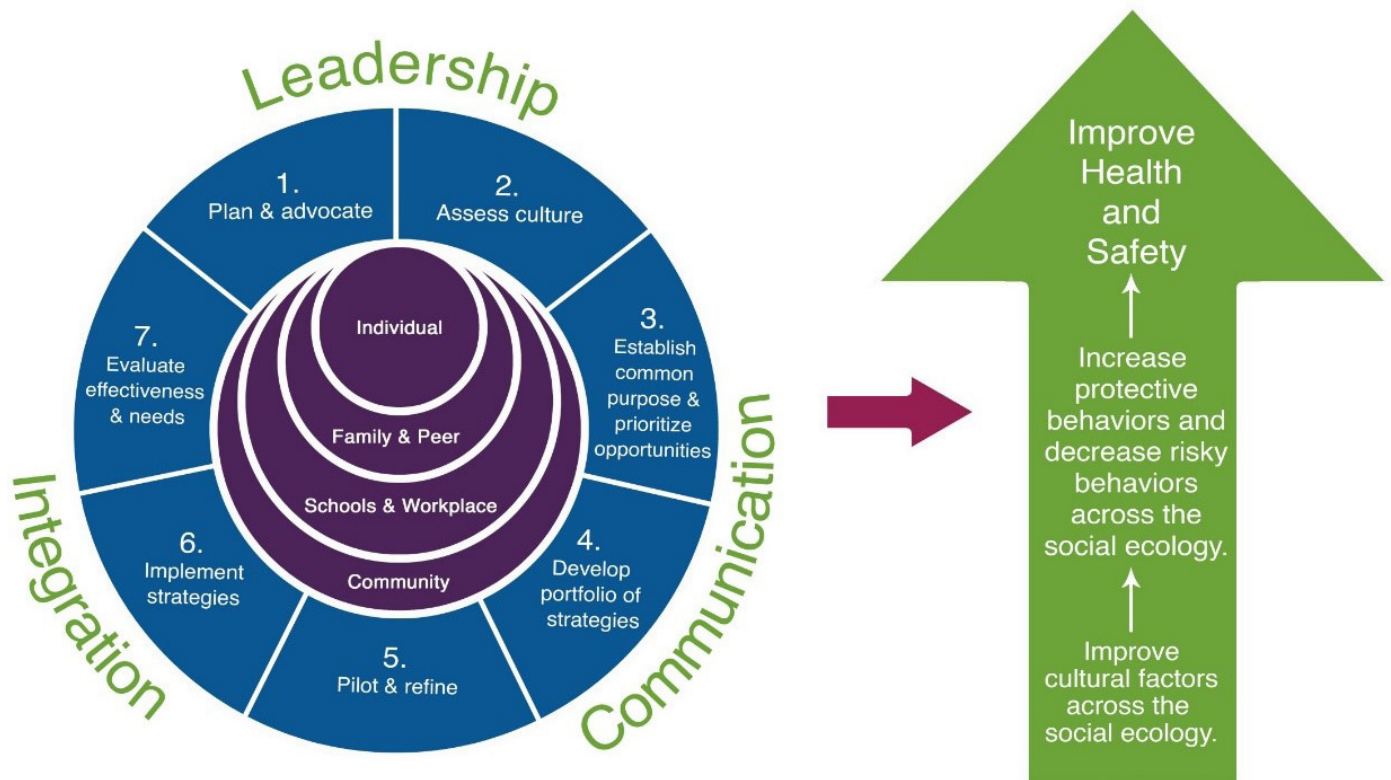 Leadership
1.
Plan & advocate
2.
Assess culture
3.
Establish
common
purpose &
prioritize
opportunities
4.
Develop
portfolio of
strategies
5.
Pilot & refine
6.
Implement
strategies
7.
Evaluate
effectiveness
& needs
Individual
Family & Peer
Schools & Workplace
Community
Communication
Integration
Improve
Health
and
Safety
Increase
protective
behaviors and
decrease risky
behaviors
across the
social ecology.
Improve
cultural factors
across the
social ecology.